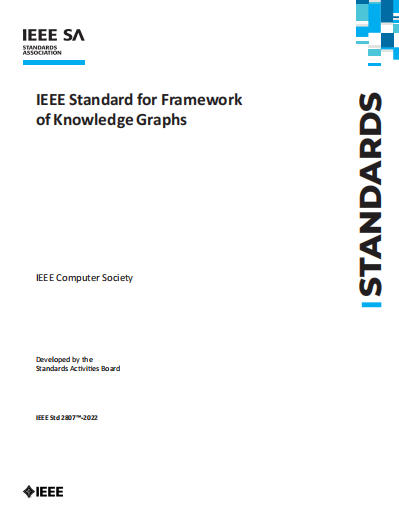 IEEE SA
STANDARDS
ASSOCIATION
IEEE Standard for Framework
of Knowledge Graphs
STANDARDS
IEEE Computer Society
Developed by the
Standards Activities Board
IEEE Std 2807™-2022
IEEE